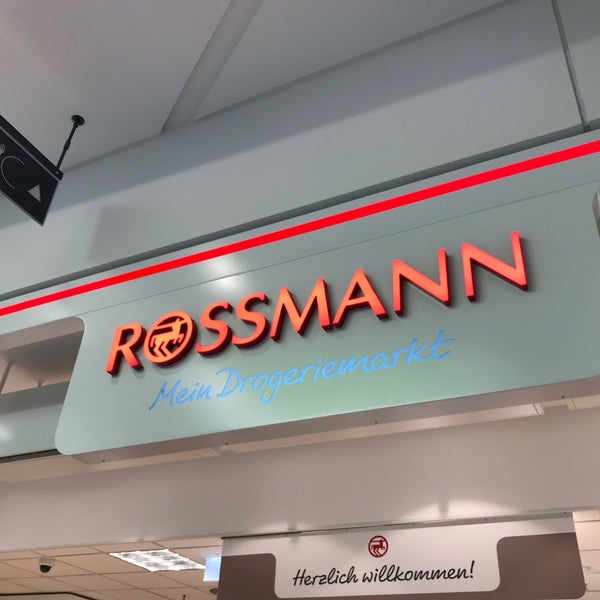 ROSSMANN
Mein Drogeriemarkt
Herzlich willkommen!